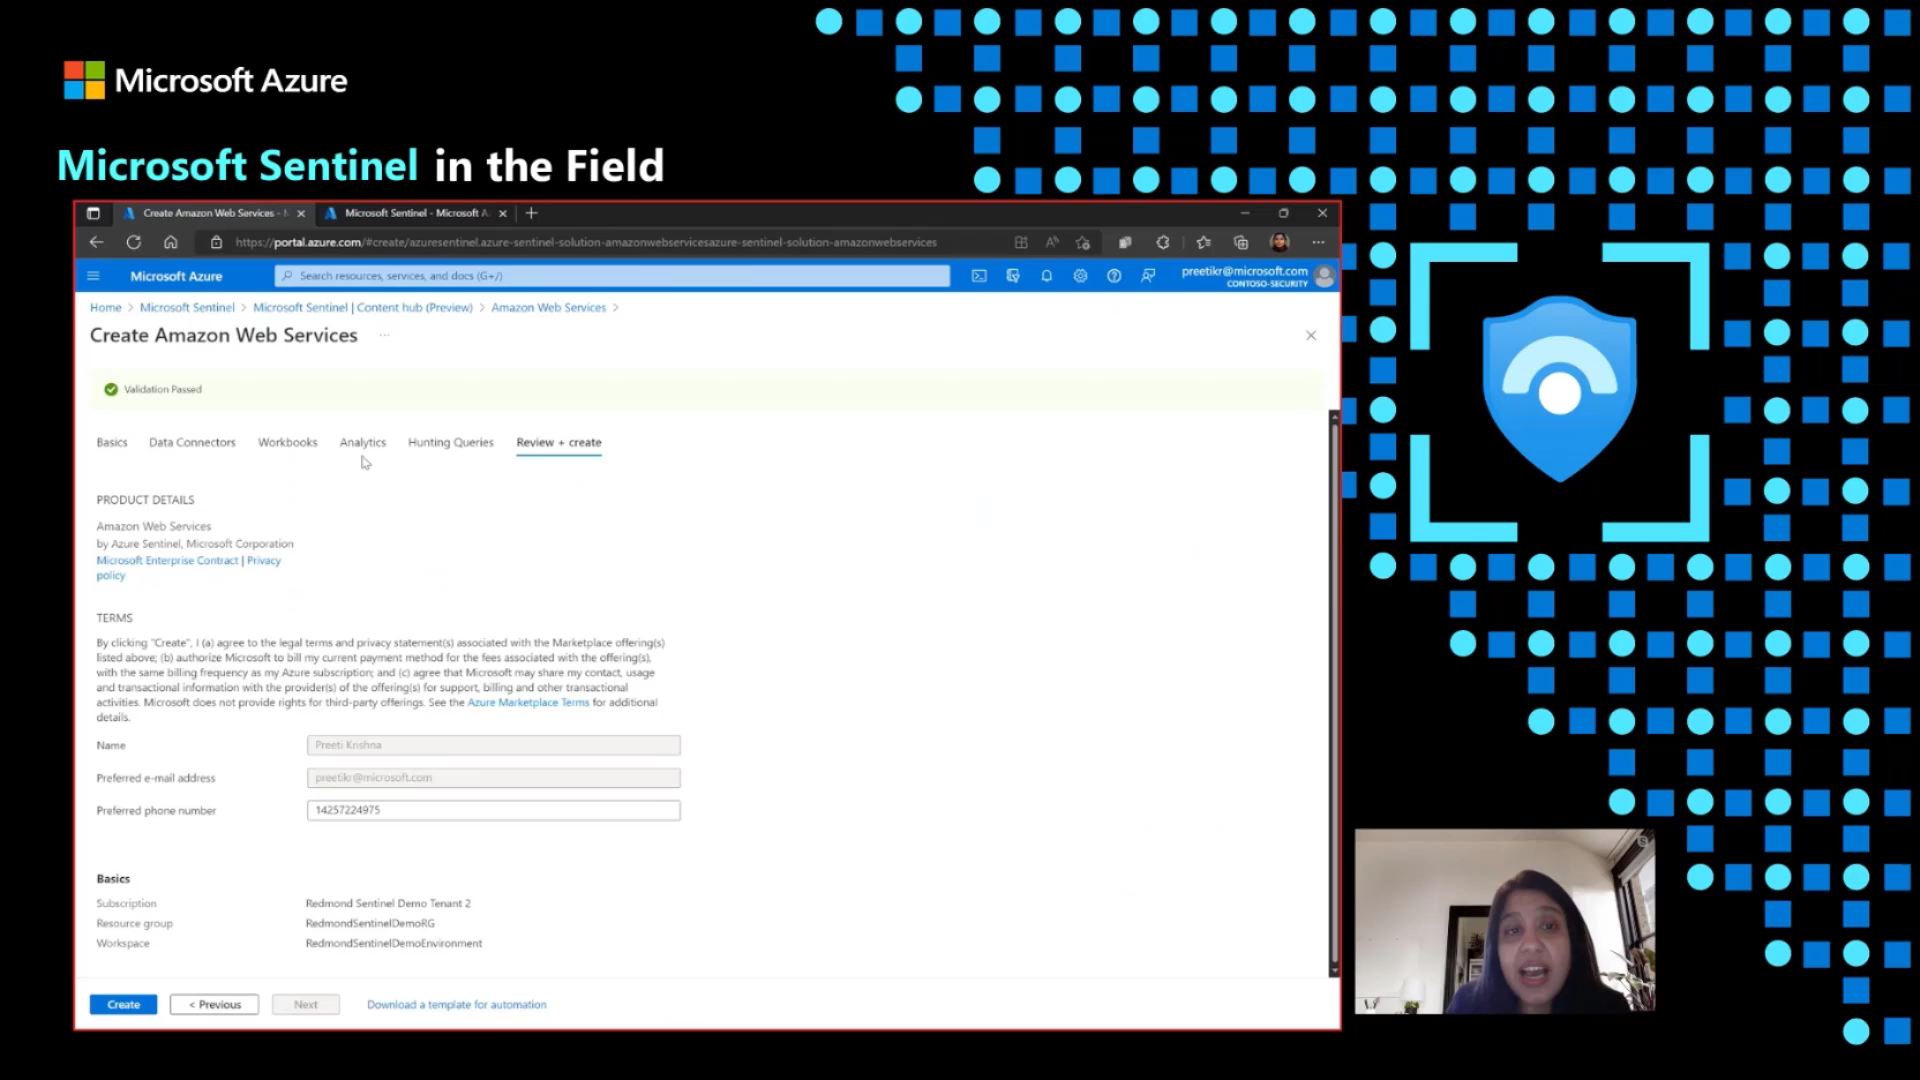 Microsoft Azure
Microsoft Sentinel in the Field
Create Amazon Web Services -
Microsoft Sentinel - Microsoft A
https://portal.azure.com/#create/azuresentinel.azure-sentinel-solution-amazonwebservicesazure-sentinel-solution-amazonwebservices
Microsoft Azure
Search resources, services, and docs (G+/)
preetikr@microsoft.com
CONTOSO-SECURITY
Home > Microsoft Sentinel > Microsoft Sentinel | Content hub (Preview) > Amazon Web Services >
Create Amazon Web Services ...
Validation Passed
Basics Data Connectors Workbooks Analytics Hunting Queries Review + create
PRODUCT DETAILS
Amazon Web Services
by Azure Sentinel, Microsoft Corporation
Microsoft Enterprise Contract | Privacy
policy
TERMS
By clicking "Create", I (a) agree to the legal terms and privacy statement(s) associated with the Marketplace offering(s)
listed above; (b) authorize Microsoft to bill my current payment method for the fees associated with the offering(s),
with the same billing frequency as my Azure subscription; and (c) agree that Microsoft may share my contact, usage
and transactional information with the provider(s) of the offering(s) for support, billing and other transactional
activities. Microsoft does not provide rights for third-party offerings. See the Azure Marketplace Terms for additional
details.
Name Preeti Krishna
Preferred e-mail address preetikr@microsoft.com
Preferred phone number 14257224975
Basics
Subscription Redmond Sentinel Demo Tenant 2
Resource group RedmondSentinelDemoRG
Workspace RedmondSentinelDemoEnvironment
Create < Previous Next Download a template for automation